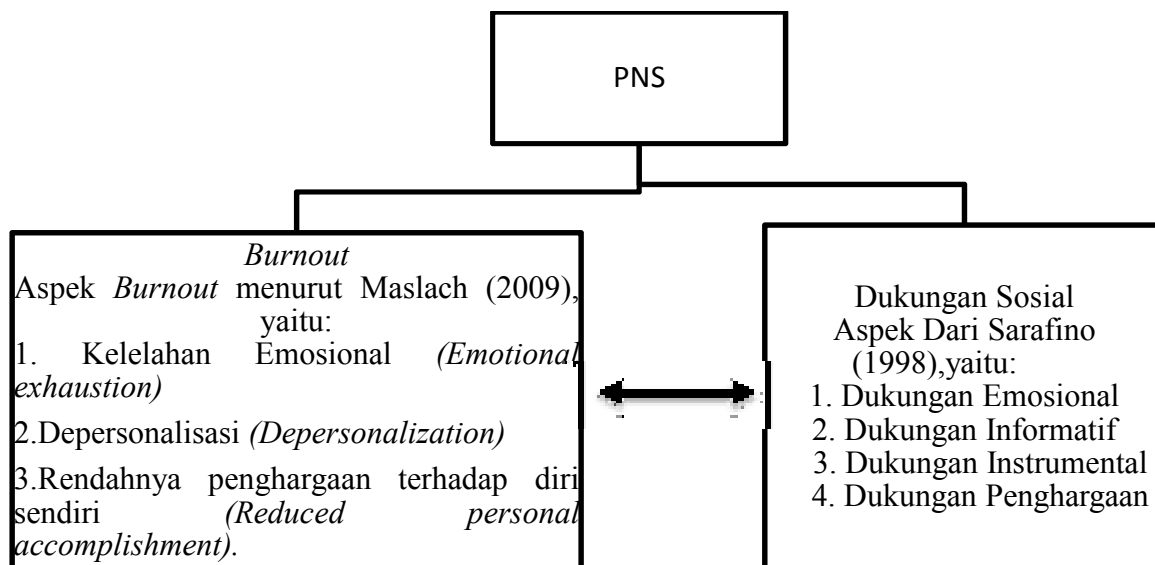 PNS
Burnout
Aspek Burnout menurut Maslach (2009),
yaitu:
1. Kelelahan Emosional (Emotional
exhaustion)
2.Depersonalisasi (Depersonalization)
3.Rendahnya penghargaan terhadap diri
sendiri (Reduced personal
accomplishment).
Dukungan Sosial
Aspek Dari Sarafino
(1998),yaitu:
1. Dukungan Emosional
2. Dukungan Informatif
3. Dukungan Instrumental
4. Dukungan Penghargaan